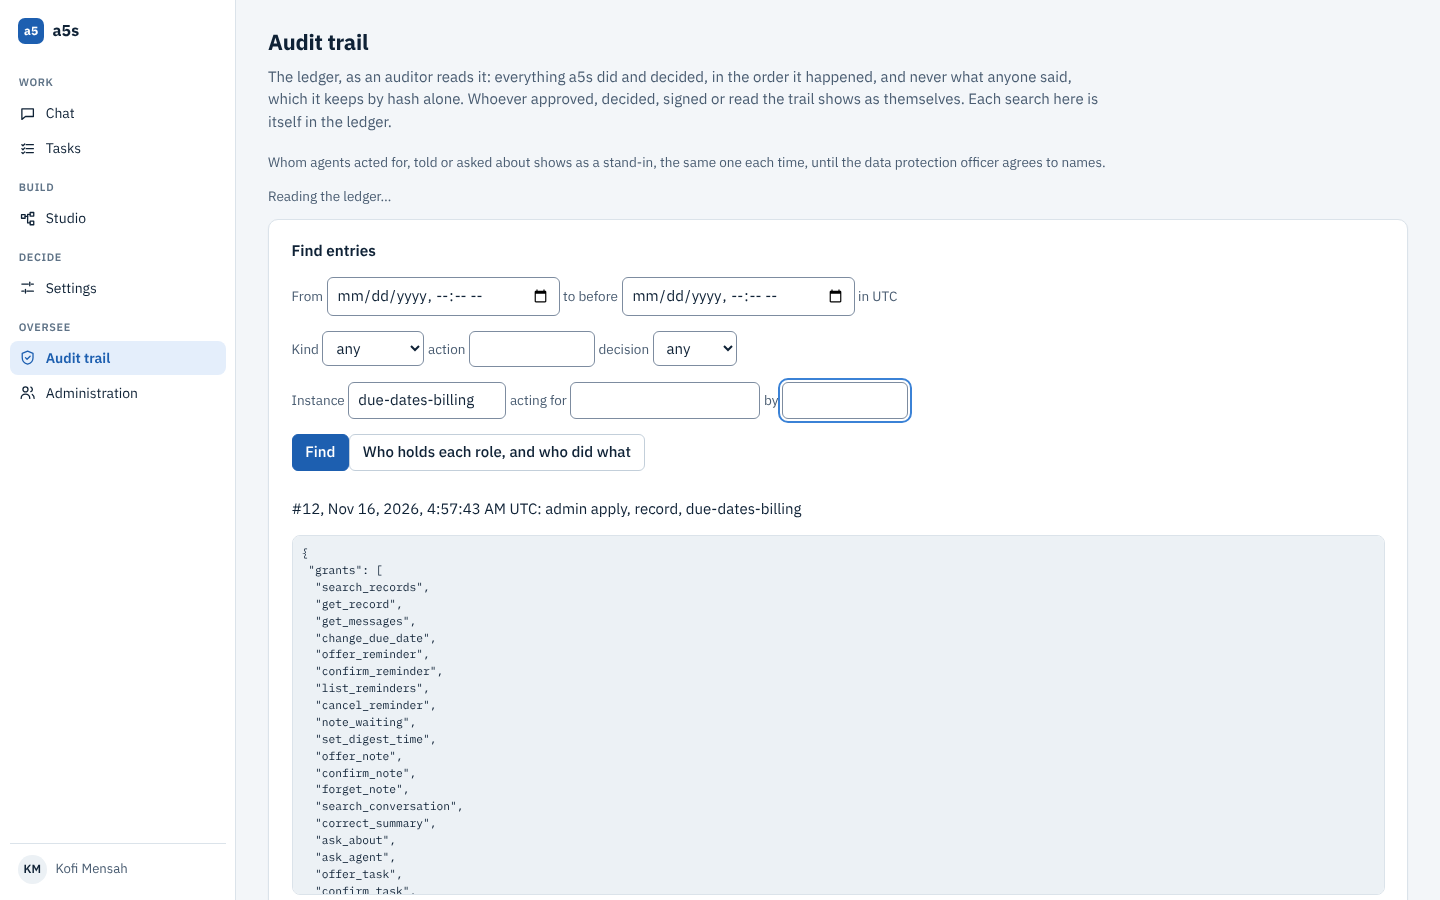 a5 a5s
WORK
Chat
Tasks
BUILD
Studio
DECIDE
Settings
OVERSEE
Audit trail
Administration
KM Kofi Mensah
Audit trail
The ledger, as an auditor reads it: everything a5s did and decided, in the order it happened, and never what anyone said,
which it keeps by hash alone. Whoever approved, decided, signed or read the trail shows as themselves. Each search here is
itself in the ledger.
Whom agents acted for, told or asked about shows as a stand-in, the same one each time, until the data protection officer agrees to names.
Reading the ledger...
Find entries
From mm/dd/yyyy, --:-- -- to before mm/dd/yyyy, --:-- -- in UTC
Kind any action decision any
Instance due-dates-billing acting for by
Find Who holds each role, and who did what
#12, Nov 16, 2026, 4:57:43 AM UTC: admin apply, record, due-dates-billing
{
"grants": [
"search_records",
"get_record",
"get_messages",
"change_due_date",
"offer_reminder",
"confirm_reminder",
"list_reminders",
"cancel_reminder",
"note_waiting",
"set_digest_time",
"offer_note",
"confirm_note",
"forget_note",
"search_conversation",
"correct_summary",
"ask_about",
"ask_agent",
"offer_task",
"confirm_task",